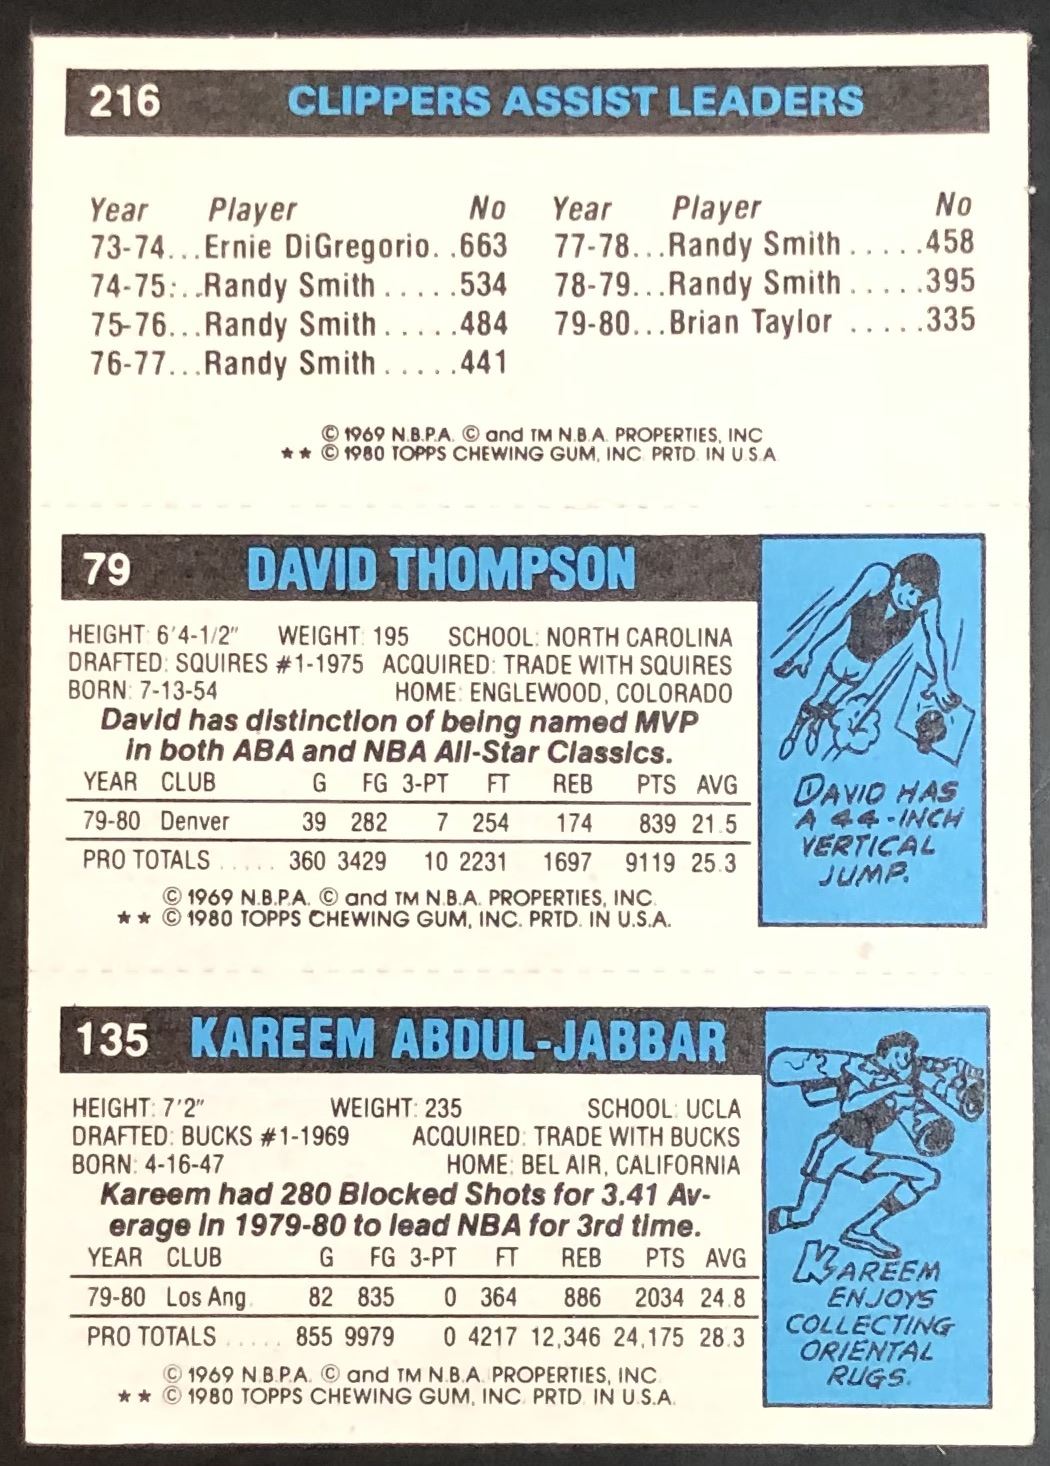 216 CLIPPERS ASSIST LEADERS
Year Player No Year Player No
73-74...Ernie DiGregorio..663 77-78...Randy Smith.....458
74-75...Randy Smith.....534 78-79...Randy Smith.....395
75-76...Randy Smith.....484 79-80...Brian Taylor.....335
76-77...Randy Smith.....441
© 1969 N.B.P.A. © and TM N.B.A. PROPERTIES, INC
★★ © 1980 TOPPS CHEWING GUM, INC. PRTD. IN U.S.A.
79 DAVID THOMPSON
HEIGHT: 6'4-1/2" WEIGHT: 195 SCHOOL: NORTH CAROLINA
DRAFTED: SQUIRES #1-1975 ACQUIRED: TRADE WITH SQUIRES
BORN: 7-13-54 HOME: ENGLEWOOD, COLORADO
David has distinction of being named MVP
in both ABA and NBA All-Star Classics.
YEAR CLUB G FG 3-PT FT REB PTS AVG
79-80 Denver 39 282 7 254 174 839 21.5
PRO TOTALS ..... 360 3429 10 2231 1697 9119 25.3
© 1969 N.B.P.A. © and TM N.B.A. PROPERTIES, INC.
★★ © 1980 TOPPS CHEWING GUM, INC. PRTD. IN U.S.A.
DAVID HAS
A 44-INCH
VERTICAL
JUMP.
135 KAREEM ABDUL-JABBAR
HEIGHT: 7'2" WEIGHT: 235 SCHOOL: UCLA
DRAFTED: BUCKS #1-1969 ACQUIRED: TRADE WITH BUCKS
BORN: 4-16-47 HOME: BEL AIR, CALIFORNIA
Kareem had 280 Blocked Shots for 3.41 Av-
erage in 1979-80 to lead NBA for 3rd time.
YEAR CLUB G FG 3-PT FT REB PTS AVG
79-80 Los Ang. 82 835 0 364 886 2034 24.8
PRO TOTALS ..... 855 9979 0 4217 12,346 24,175 28.3
© 1969 N.B.P.A. © and TM N.B.A. PROPERTIES, INC
★★ © 1980 TOPPS CHEWING GUM, INC. PRTD. IN U.S.A.
KAREEM
ENJOYS
COLLECTING
ORIENTAL
RUGS.